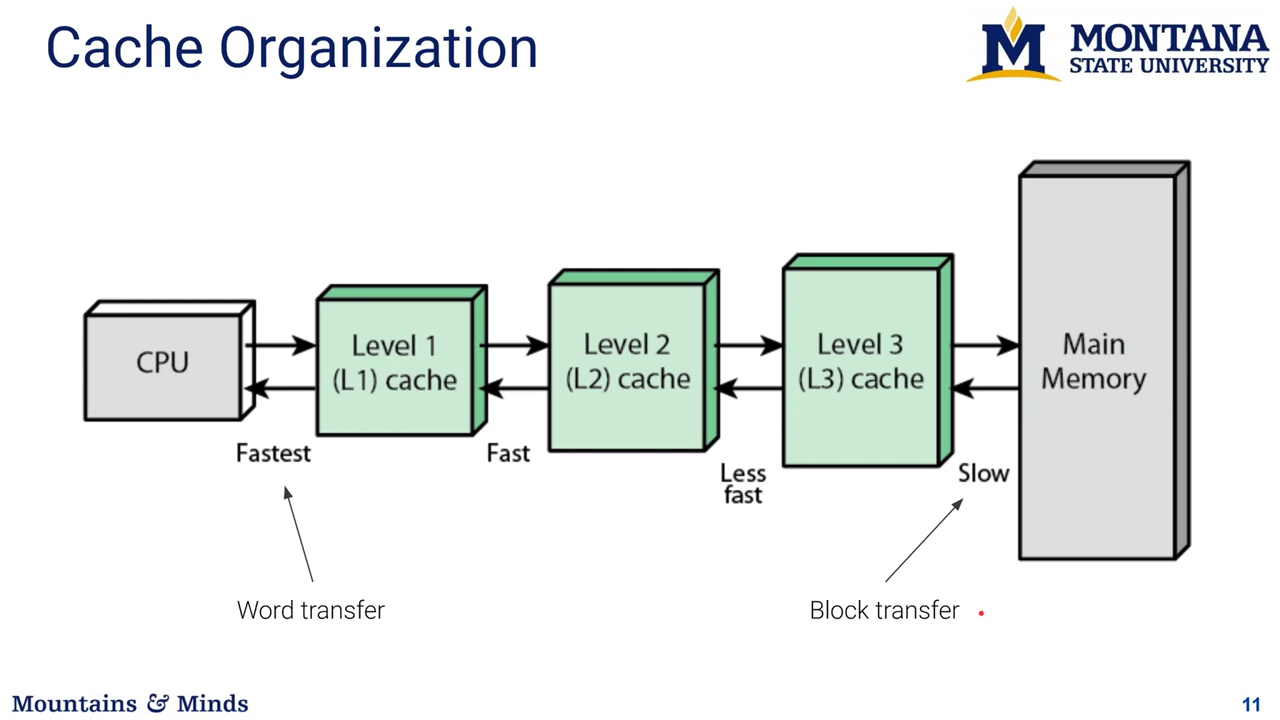 Cache Organization
MONTANA
STATE UNIVERSITY
M
CPU
Level 1
(L1) cache
Level 2
(L2) cache
Level 3
(L3) cache
Main
Memory
Fastest
Fast
Less
fast
Slow
Word transfer
Block transfer
Mountains & Minds
11